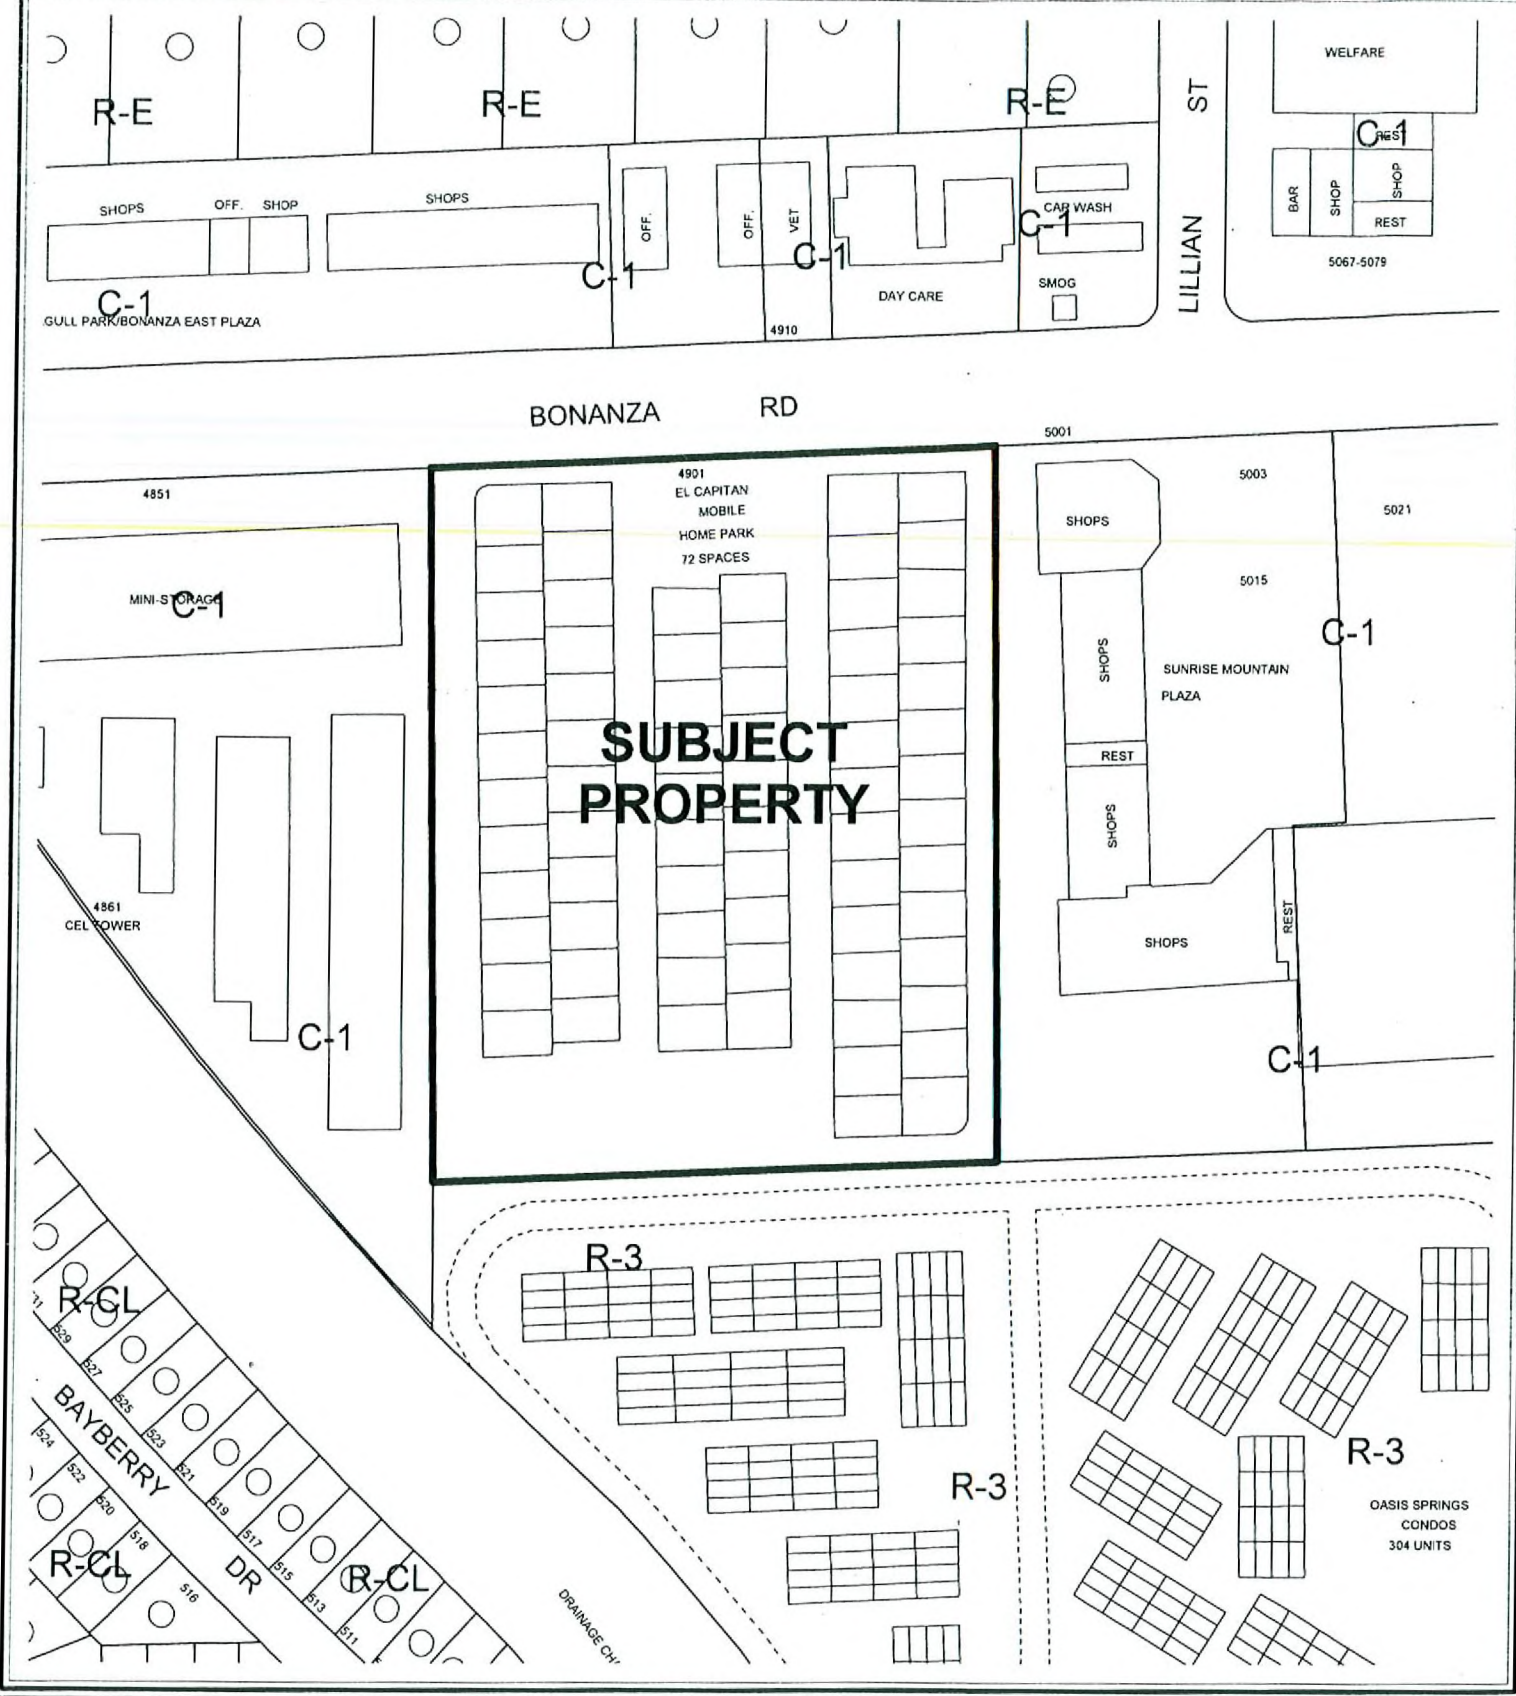 WELFARE
R-E
R-E
R-E
ST
C-1
REST
BAR
SHOP
SHOP
REST
5067-5079
SHOPS
OFF.
SHOP
SHOPS
OFF.
OFF.
VET
CAR WASH
C-1
C-1
C-1
C-1
DAY CARE
SMOG
LILLIAN
GULL PARK/BONANZA EAST PLAZA
4910
BONANZA RD
5001
4851
4901
EL CAPITAN
MOBILE
HOME PARK
72 SPACES
5003
5021
SHOPS
5015
MINI-STORAGE
C-1
C-1
SHOPS
SUNRISE MOUNTAIN
PLAZA
SUBJECT
PROPERTY
REST
SHOPS
4861
CEL TOWER
REST
SHOPS
C-1
C-1
R-3
R-CL
531
529
527
525
523
521
519
517
515
513
511
BAYBERRY
DR
524
522
520
518
516
R-CL
R-CL
R-3
R-3
OASIS SPRINGS
CONDOS
304 UNITS
DRAINAGE